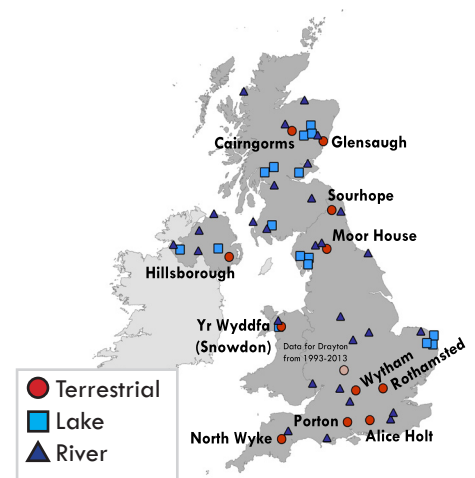 Cairngorms
Glensaugh
Sourhope
Moor House
Hillsborough
Yr Wyddfa
(Snowdon)
Data for Drayton
from 1993-2013
Wytham
Rothamsted
Porton
Alice Holt
North Wyke
Terrestrial
Lake
River